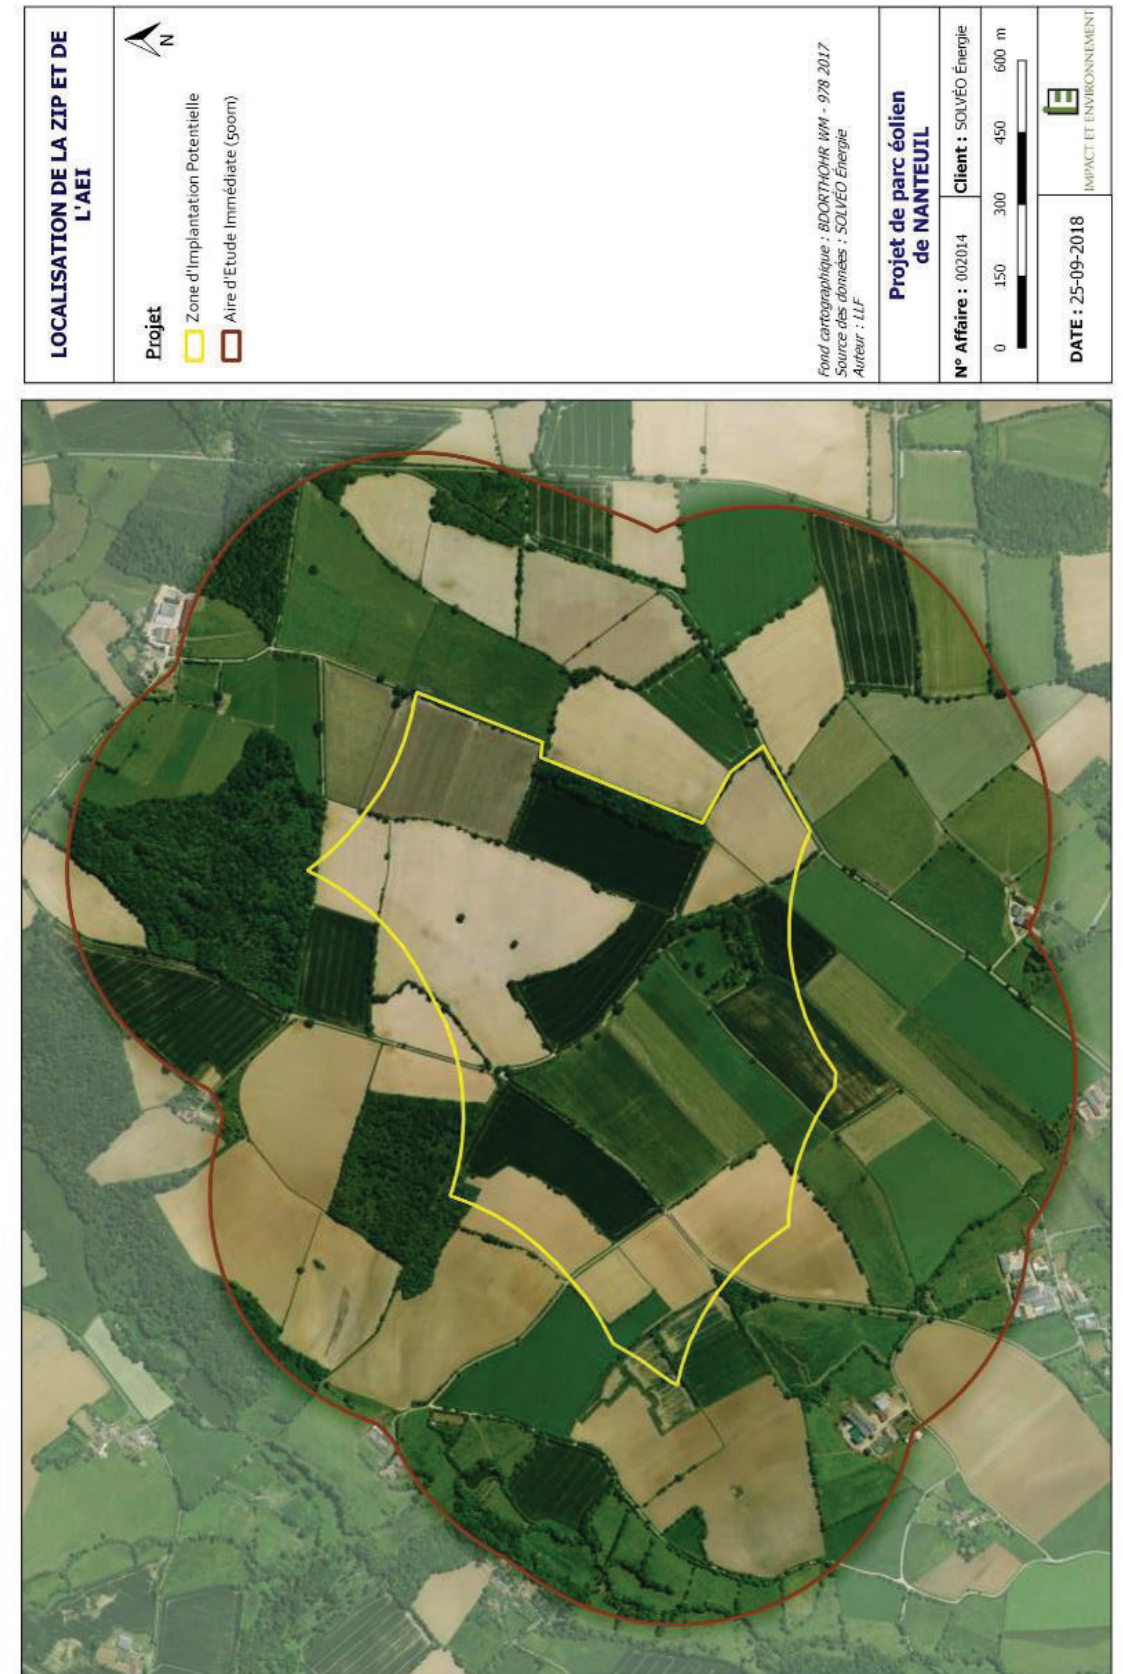 LOCALISATION DE LA ZIP ET DE
L'AEI
N
Projet
Zone d'Implantation Potentielle
Aire d'Etude Immédiate (500m)
Fond cartographique : BDORTHOHR WM - 978 2017
Source des données : SOLVÉO Énergie
Auteur : LLF
Projet de parc éolien
de NANTEUIL
N° Affaire : 002014
Client : SOLVÉO Énergie
0 150 300 450 600 m
DATE : 25-09-2018
IE
IMPACT ET ENVIRONNEMENT